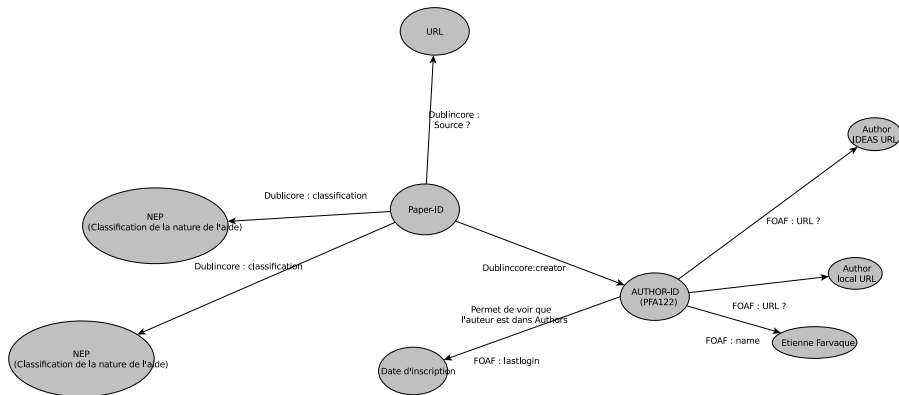 URL
Dublincore :
Source ?
Author
IDEAS URL
Dublicore : classification
NEP
(Classification de la nature de l'aide)
Paper-ID
FOAF : URL ?
Dublincore : classification
Dublinccore:creator
Author
local URL
AUTHOR-ID
(PFA122)
Permet de voir que
l'auteur est dans Authors
FOAF : URL ?
FOAF : name
Etienne Farvaque
NEP
(Classification de la nature de l'aide)
FOAF : lastlogin
Date d'inscription